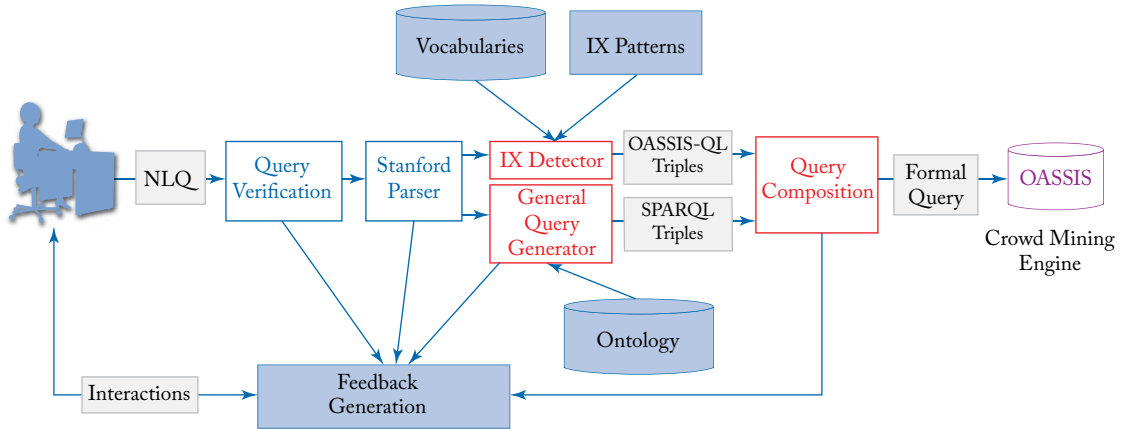 Vocabularies
IX Patterns
NLQ
Query
Verification
Stanford
Parser
IX Detector
General
Query
Generator
OASSIS-QL
Triples
SPARQL
Triples
Query
Composition
Formal
Query
OASSIS
Crowd Mining
Engine
Ontology
Interactions
Feedback
Generation